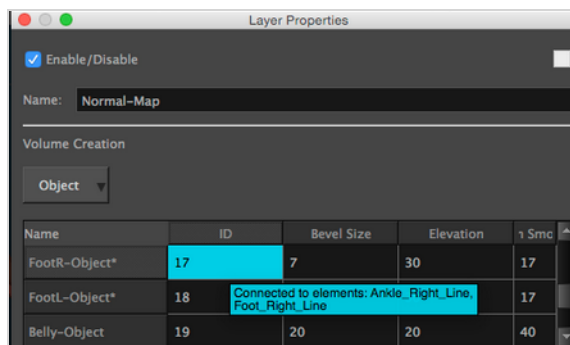 Layer Properties
Enable/Disable
Name: Normal-Map
Volume Creation
Object
Name ID Bevel Size Elevation
FootR-Object* 17 7 30 17
FootL-Object* 18 17
Connected to elements: Ankle_Right_Line,
Foot_Right_Line
Belly-Object 19 20 20 40